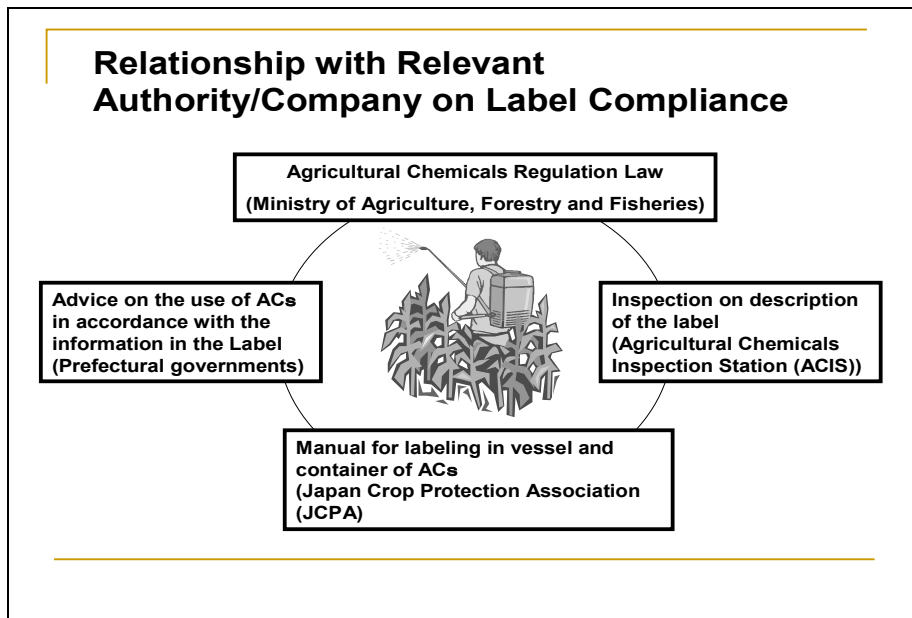 Relationship with Relevant
Authority/Company on Label Compliance
Agricultural Chemicals Regulation Law
(Ministry of Agriculture, Forestry and Fisheries)
Advice on the use of ACs
in accordance with the
information in the Label
(Prefectural governments)
Inspection on description
of the label
(Agricultural Chemicals
Inspection Station (ACIS))
Manual for labeling in vessel and
container of ACs
(Japan Crop Protection Association
(JCPA)